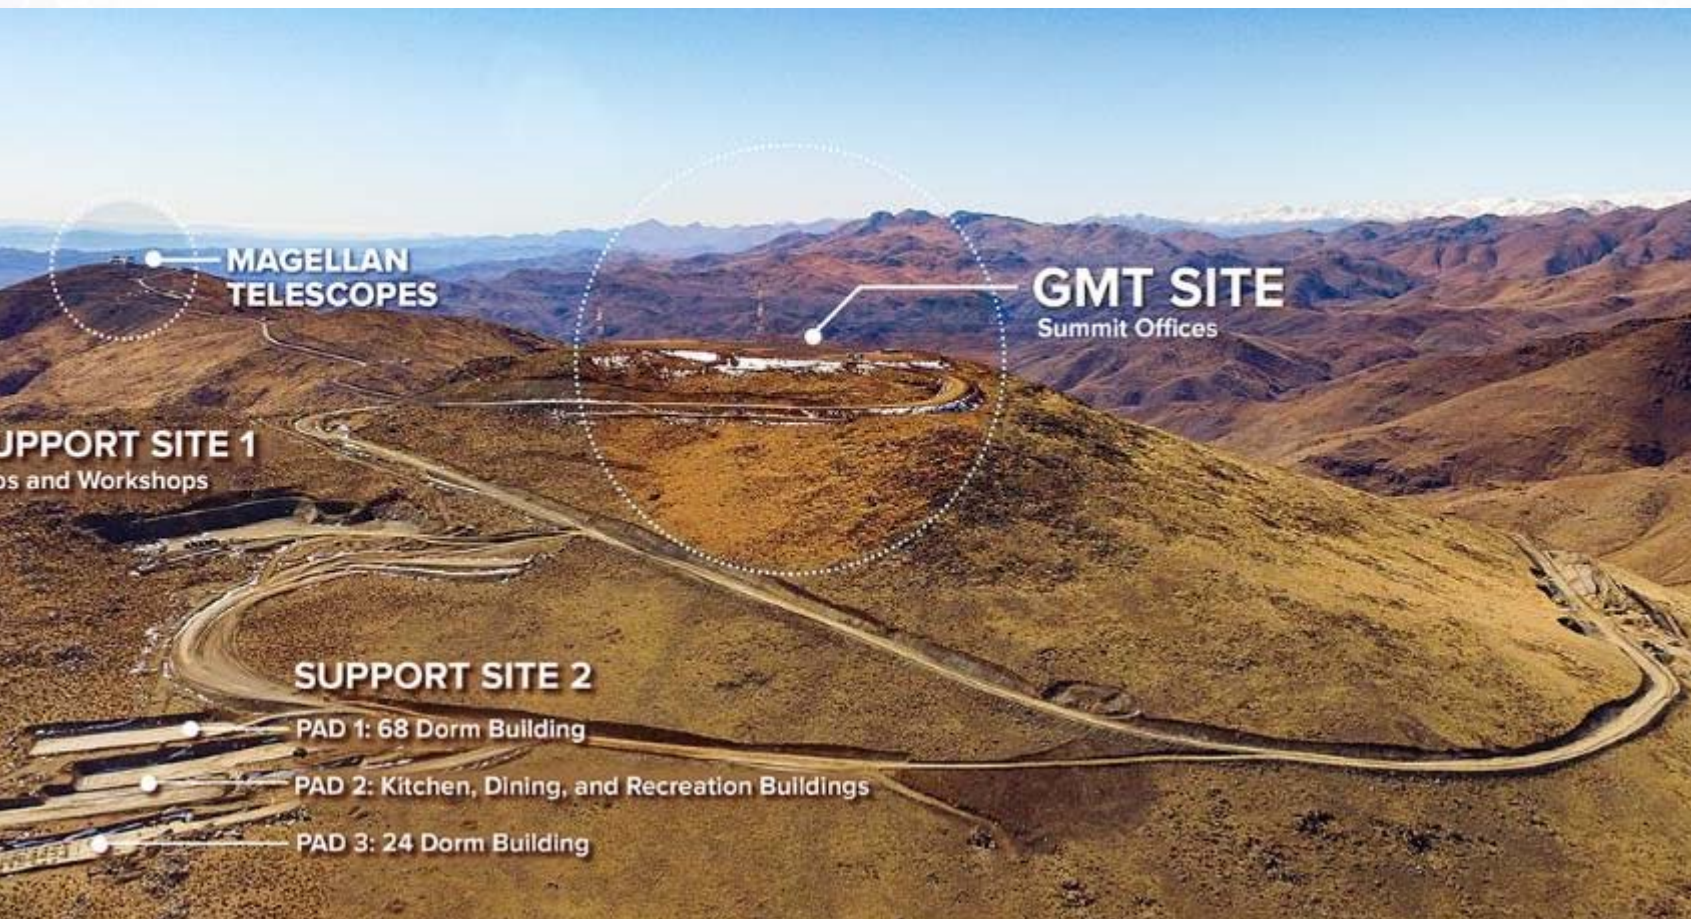 MAGELLAN
TELESCOPES
GMT SITE
Summit Offices
UPPORT SITE 1
os and Workshops
SUPPORT SITE 2
PAD 1: 68 Dorm Building
PAD 2: Kitchen, Dining, and Recreation Buildings
PAD 3: 24 Dorm Building